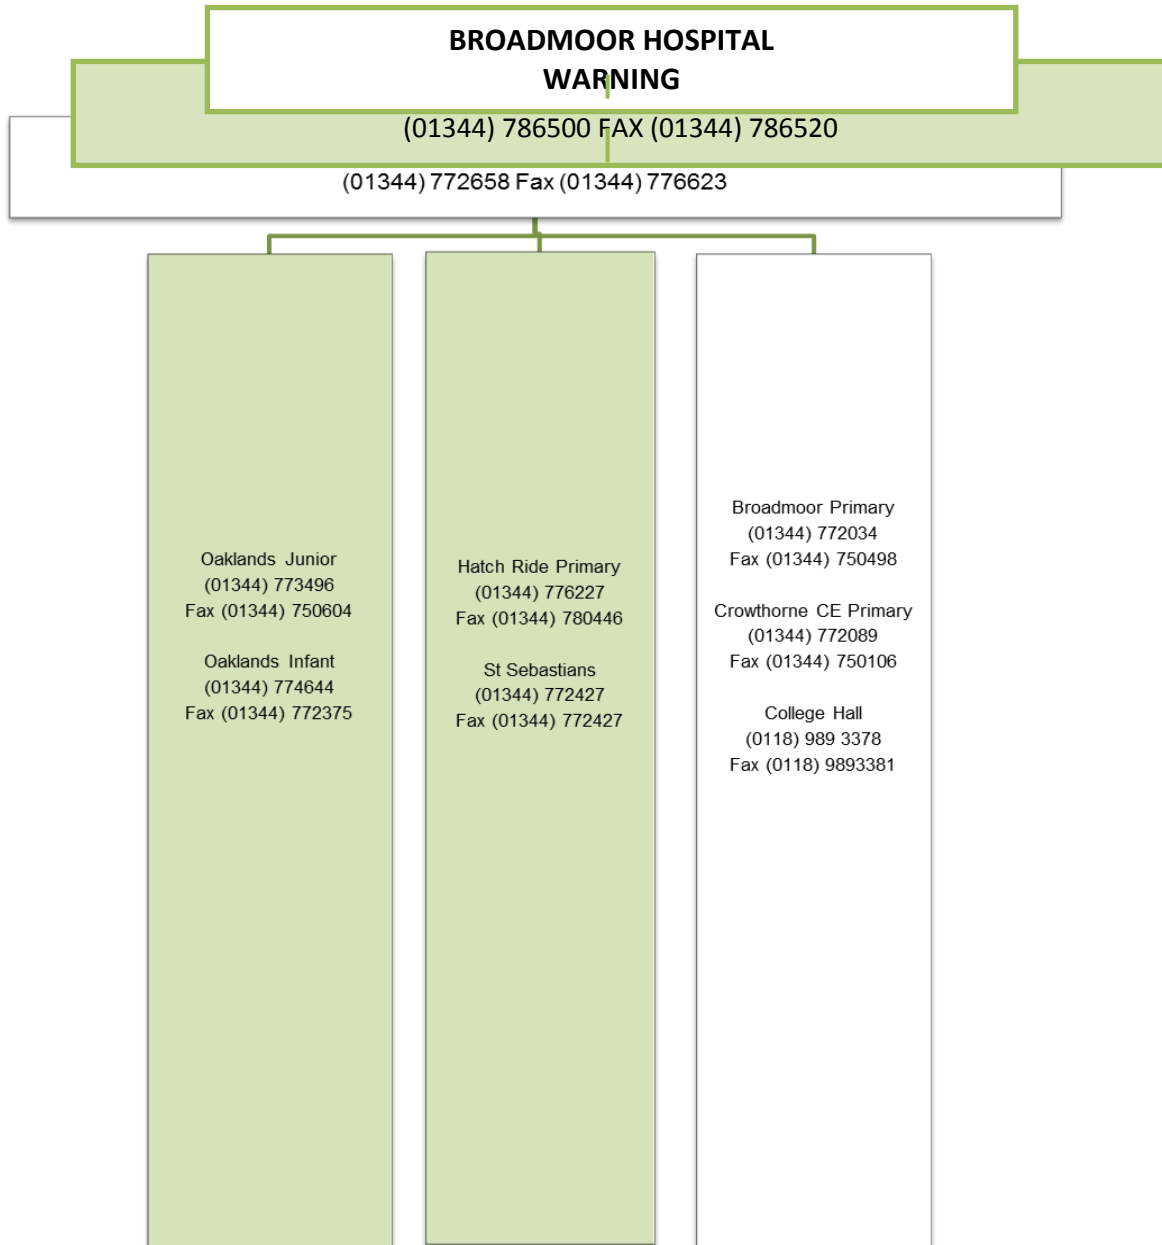 BROADMOOR HOSPITAL
WARNING
(01344) 786500 FAX (01344) 786520
(01344) 772658 Fax (01344) 776623
Oaklands Junior
(01344) 773496
Fax (01344) 750604
Oaklands Infant
(01344) 774644
Fax (01344) 772375
Hatch Ride Primary
(01344) 776227
Fax (01344) 780446
St Sebastians
(01344) 772427
Fax (01344) 772427
Broadmoor Primary
(01344) 772034
Fax (01344) 750498
Crowthorne CE Primary
(01344) 772089
Fax (01344) 750106
College Hall
(0118) 989 3378
Fax (0118) 9893381